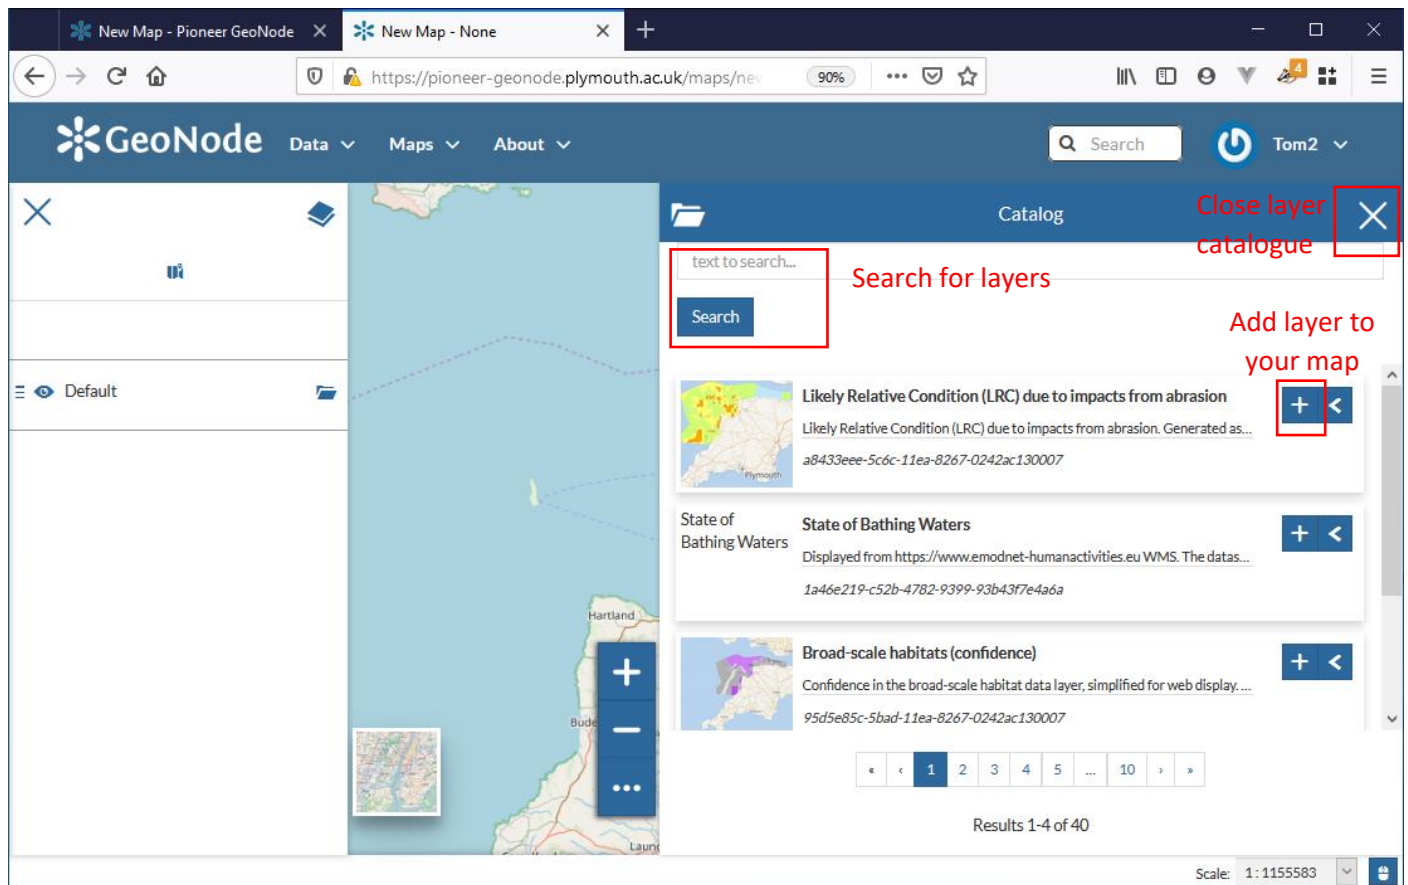 New Map - Pioneer GeoNode
New Map - None
https://pioneer-geonode.plymouth.ac.uk/maps/ne
90%
4
GeoNode
Data
Maps
About
Search
Tom2
Catalog
Close layer
catalogue
text to search...
Search for layers
Search
Add layer to
your map
Default
Likely Relative Condition (LRC) due to impacts from abrasion
Likely Relative Condition (LRC) due to impacts from abrasion. Generated as...
a8433eee-5c6c-11ea-8267-0242ac130007
Plymouth
State of
Bathing Waters
State of Bathing Waters
Displayed from https://www.emodnet-humanactivities.eu WMS. The datas...
1a46e219-c52b-4782-9399-93b43f7e4a6a
Hartland
Broad-scale habitats (confidence)
Confidence in the broad-scale habitat data layer, simplified for web display. ...
95d5e85c-5bad-11ea-8267-0242ac130007
Bude
« ‹ 1 2 3 4 5 ... 10 › »
Results 1-4 of 40
Laun
Scale: 1 : 1155583